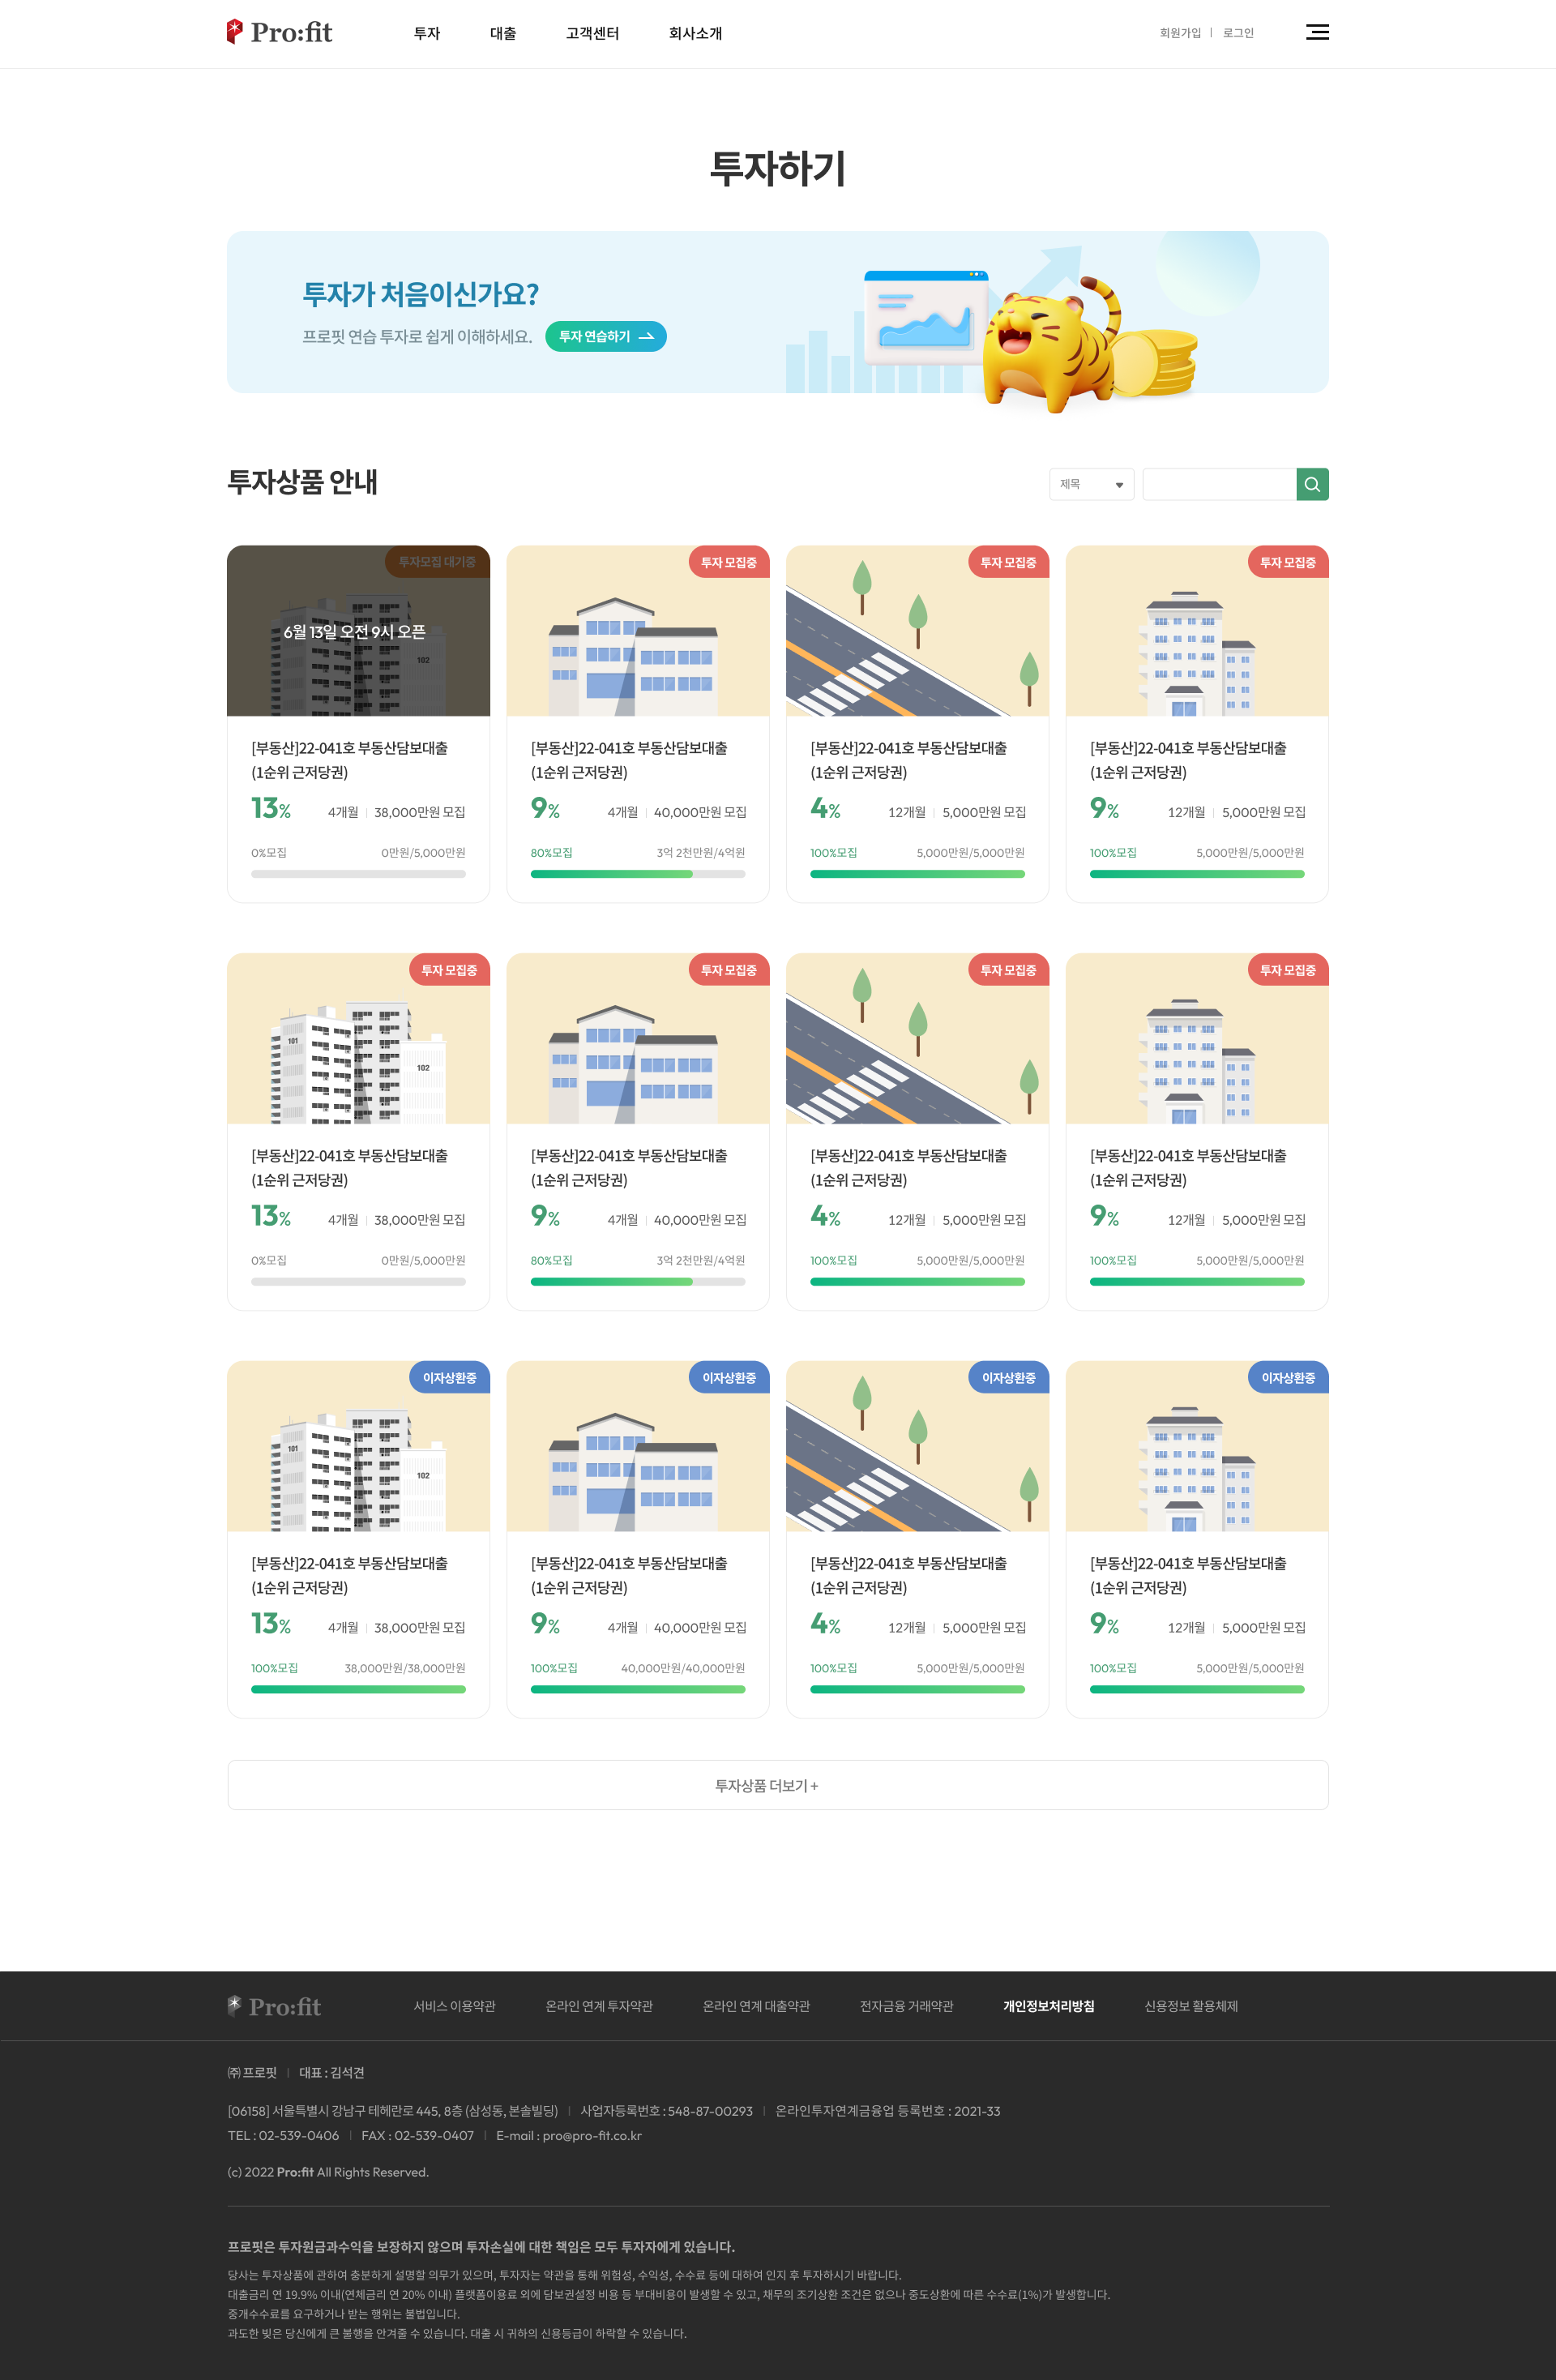 Pro:fit
투자
대출
고객센터
회사소개
회원가입
로그인
투자하기
투자가 처음이신가요?
프로핏 연습 투자로 쉽게 이해하세요.
투자 연습하기
투자상품 안내
제목
투자모집 대기중
6월 13일 오전 9시 오픈
102
[부동산]22-041호 부동산담보대출
(1순위 근저당권)
13%
4개월
38,000만원 모집
0%모집
0만원/5,000만원
투자 모집중
[부동산]22-041호 부동산담보대출
(1순위 근저당권)
9%
4개월
40,000만원 모집
80%모집
3억 2천만원/4억원
투자 모집중
[부동산]22-041호 부동산담보대출
(1순위 근저당권)
4%
12개월
5,000만원 모집
100%모집
5,000만원/5,000만원
투자 모집중
[부동산]22-041호 부동산담보대출
(1순위 근저당권)
9%
12개월
5,000만원 모집
100%모집
5,000만원/5,000만원
투자 모집중
101
102
[부동산]22-041호 부동산담보대출
(1순위 근저당권)
13%
4개월
38,000만원 모집
0%모집
0만원/5,000만원
투자 모집중
[부동산]22-041호 부동산담보대출
(1순위 근저당권)
9%
4개월
40,000만원 모집
80%모집
3억 2천만원/4억원
투자 모집중
[부동산]22-041호 부동산담보대출
(1순위 근저당권)
4%
12개월
5,000만원 모집
100%모집
5,000만원/5,000만원
투자 모집중
[부동산]22-041호 부동산담보대출
(1순위 근저당권)
9%
12개월
5,000만원 모집
100%모집
5,000만원/5,000만원
이자상환중
101
102
[부동산]22-041호 부동산담보대출
(1순위 근저당권)
13%
4개월
38,000만원 모집
100%모집
38,000만원/38,000만원
이자상환중
[부동산]22-041호 부동산담보대출
(1순위 근저당권)
9%
4개월
40,000만원 모집
100%모집
40,000만원/40,000만원
이자상환중
[부동산]22-041호 부동산담보대출
(1순위 근저당권)
4%
12개월
5,000만원 모집
100%모집
5,000만원/5,000만원
이자상환중
[부동산]22-041호 부동산담보대출
(1순위 근저당권)
9%
12개월
5,000만원 모집
100%모집
5,000만원/5,000만원
투자상품 더보기 +
Pro:fit
서비스 이용약관
온라인 연계 투자약관
온라인 연계 대출약관
전자금융 거래약관
개인정보처리방침
신용정보 활용체제
㈜ 프로핏 | 대표 : 김석견
[06158] 서울특별시 강남구 테헤란로 445, 8층 (삼성동, 본솔빌딩) | 사업자등록번호 : 548-87-00293 | 온라인투자연계금융업 등록번호 : 2021-33
TEL : 02-539-0406 | FAX : 02-539-0407 | E-mail : pro@pro-fit.co.kr
(c) 2022 Pro:fit All Rights Reserved.
프로핏은 투자원금과수익을 보장하지 않으며 투자손실에 대한 책임은 모두 투자자에게 있습니다.
당사는 투자상품에 관하여 충분하게 설명할 의무가 있으며, 투자자는 약관을 통해 위험성, 수익성, 수수료 등에 대하여 인지 후 투자하시기 바랍니다.
대출금리 연 19.9% 이내(연체금리 연 20% 이내) 플랫폼이용료 외에 담보권설정 비용 등 부대비용이 발생할 수 있고, 채무의 조기상환 조건은 없으나 중도상환에 따른 수수료(1%)가 발생합니다.
중개수수료를 요구하거나 받는 행위는 불법입니다.
과도한 빚은 당신에게 큰 불행을 안겨줄 수 있습니다. 대출 시 귀하의 신용등급이 하락할 수 있습니다.